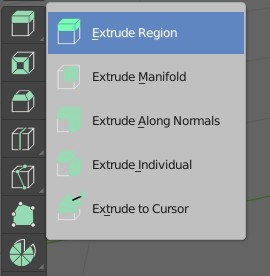 Extrude Region
Extrude Manifold
Extrude Along Normals
Extrude Individual
Extrude to Cursor